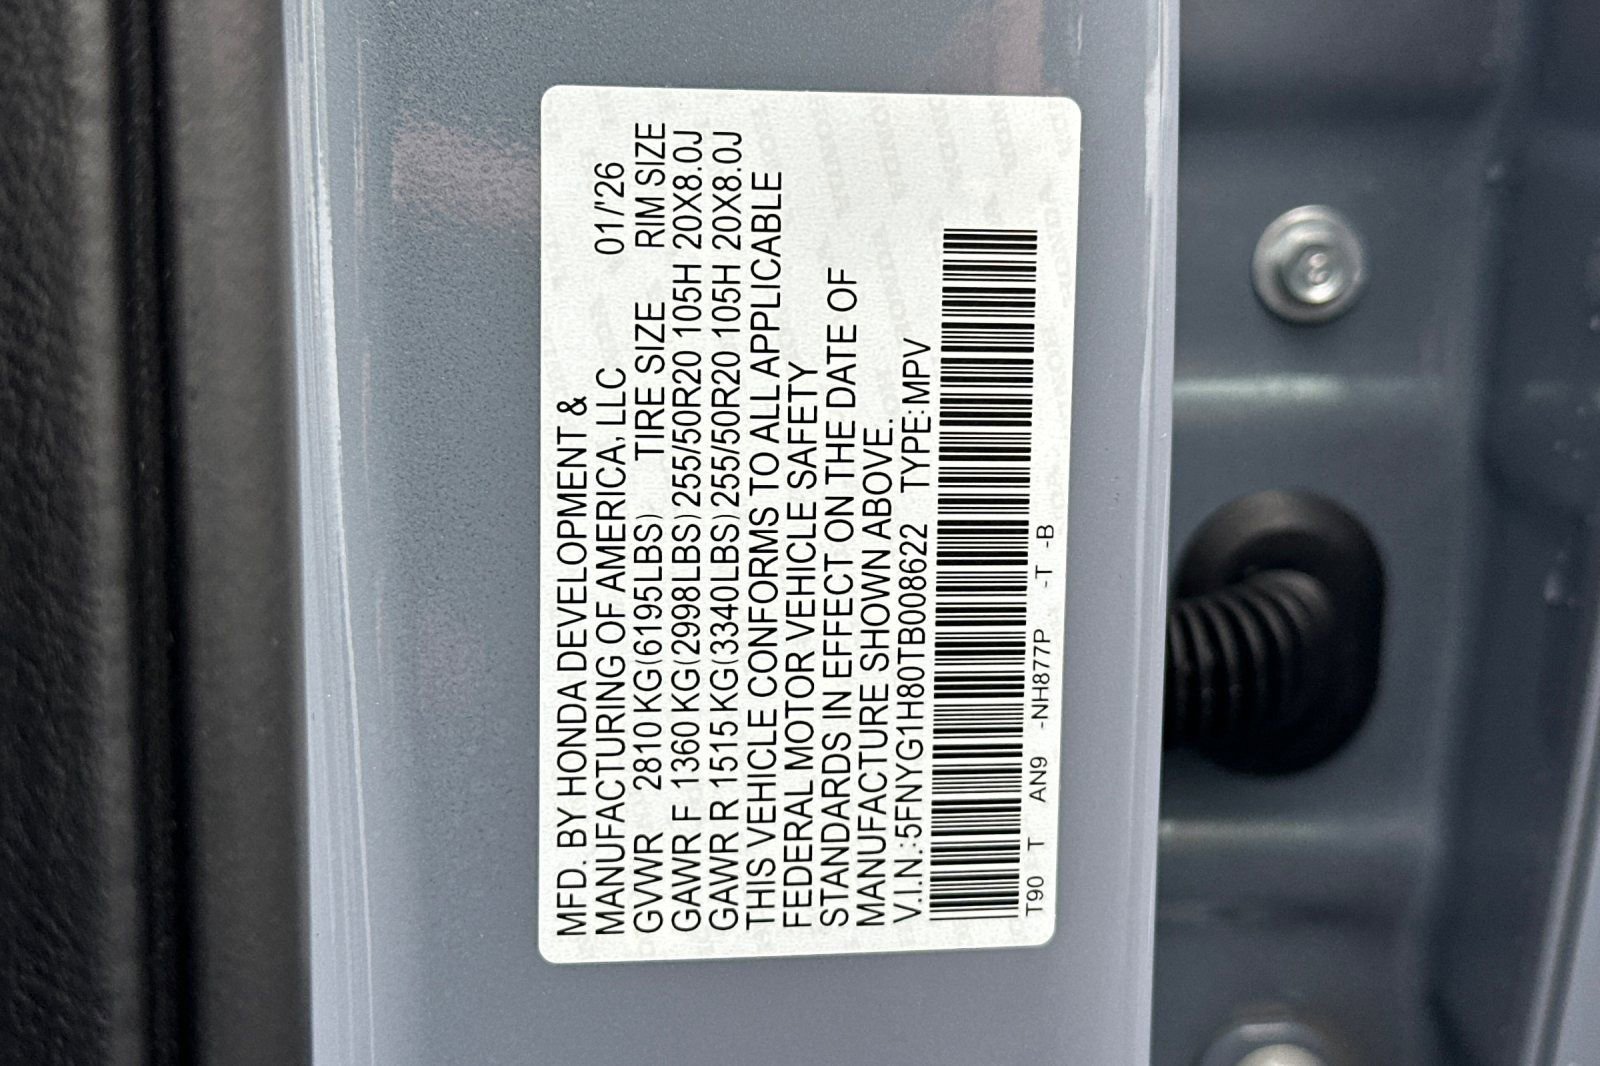 MFD. BY HONDA DEVELOPMENT &
MANUFACTURING OF AMERICA, LLC 01/'26
GVWR 2810 KG(6195LBS) TIRE SIZE RIM SIZE
GAWR F 1360 KG(2998LBS) 255/50R20 105H 20X8.0J
GAWR R 1515 KG(3340LBS) 255/50R20 105H 20X8.0J
THIS VEHICLE CONFORMS TO ALL APPLICABLE
FEDERAL MOTOR VEHICLE SAFETY
STANDARDS IN EFFECT ON THE DATE OF
MANUFACTURE SHOWN ABOVE.
V.I.N.:5FNYG1H80TB008622 TYPE:MPV
T90 T AN9 -NH877P -T -B